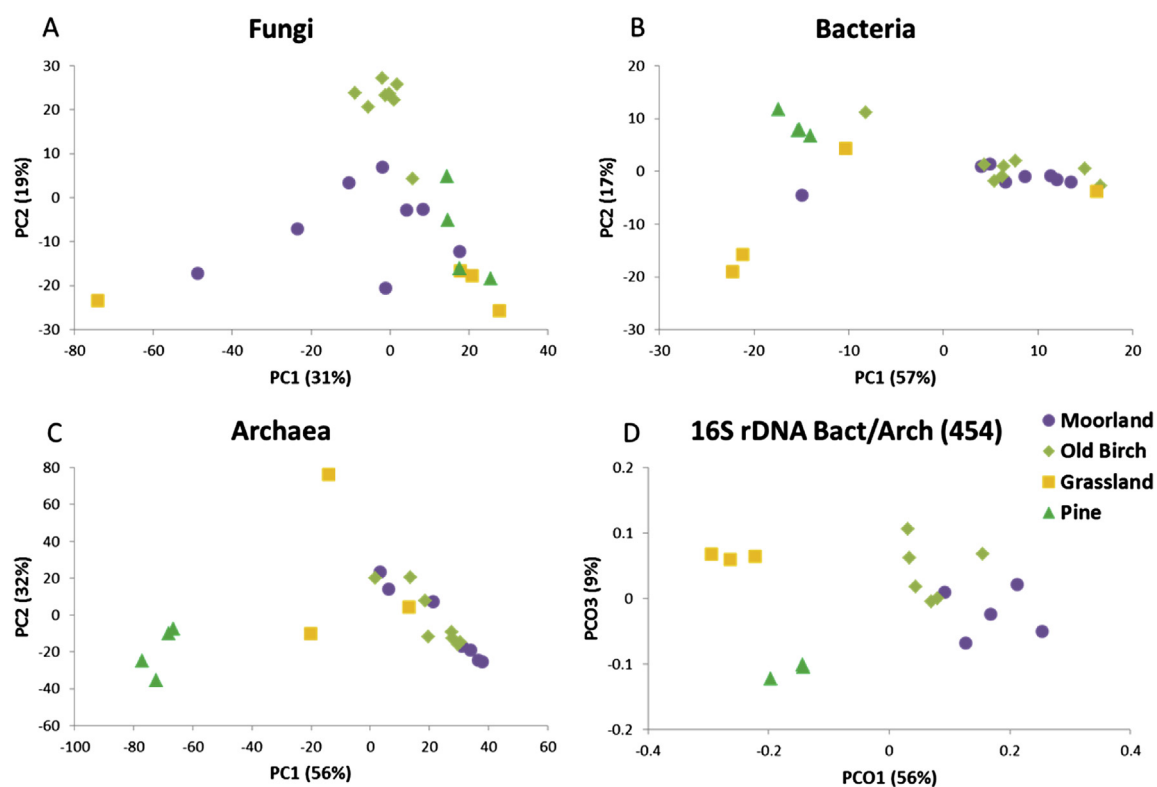 A
Fungi
30
20
10
0
-10
-20
-30
PC2 (19%)
-80
-60
-40
-20
0
20
40
PC1 (31%)
B
Bacteria
20
10
0
-10
-20
-30
PC2 (17%)
-30
-20
-10
0
10
20
PC1 (57%)
C
Archaea
80
60
40
20
0
-20
-40
-60
PC2 (32%)
-100
-80
-60
-40
-20
0
20
40
60
PC1 (56%)
D
16S rDNA Bact/Arch (454)
0.2
0.1
0
-0.1
-0.2
PCO3 (9%)
-0.4
-0.2
0
0.2
0.4
PCO1 (56%)
Moorland
Old Birch
Grassland
Pine